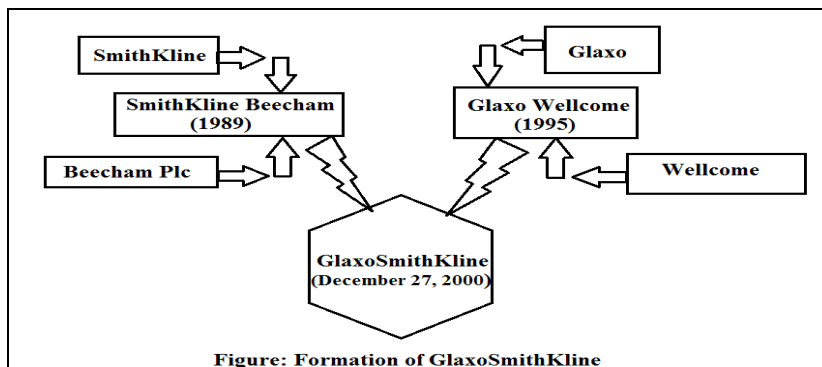 SmithKline
Glaxo
SmithKline Beecham
(1989)
Glaxo Wellcome
(1995)
Beecham Plc
Wellcome
GlaxoSmithKline
(December 27, 2000)
Figure: Formation of GlaxoSmithKline